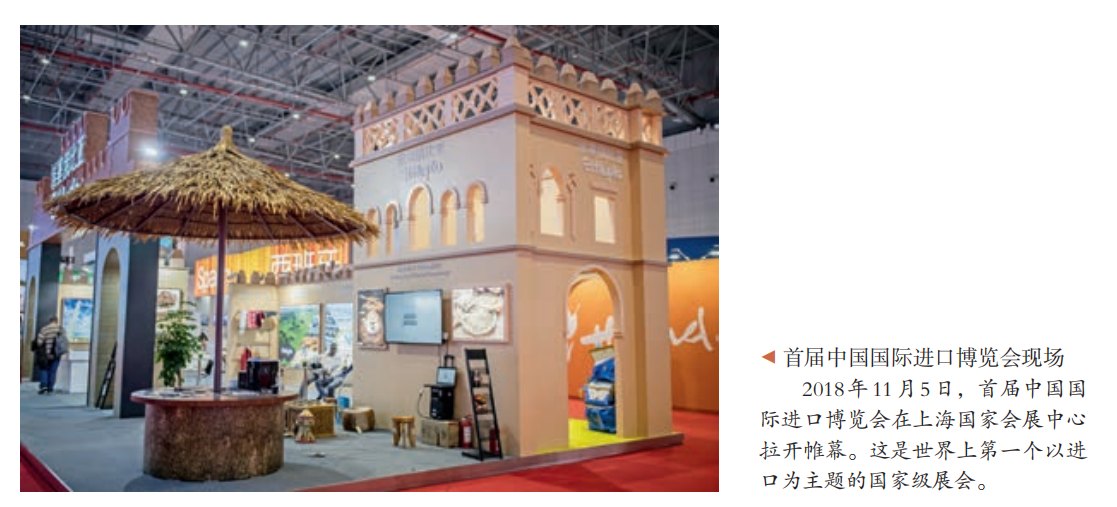 Spain
西班牙
◀ 首届中国国际进口博览会现场
2018年11月5日，首届中国国
际进口博览会在上海国家会展中心
拉开帷幕。这是世界上第一个以进
口为主题的国家级展会。